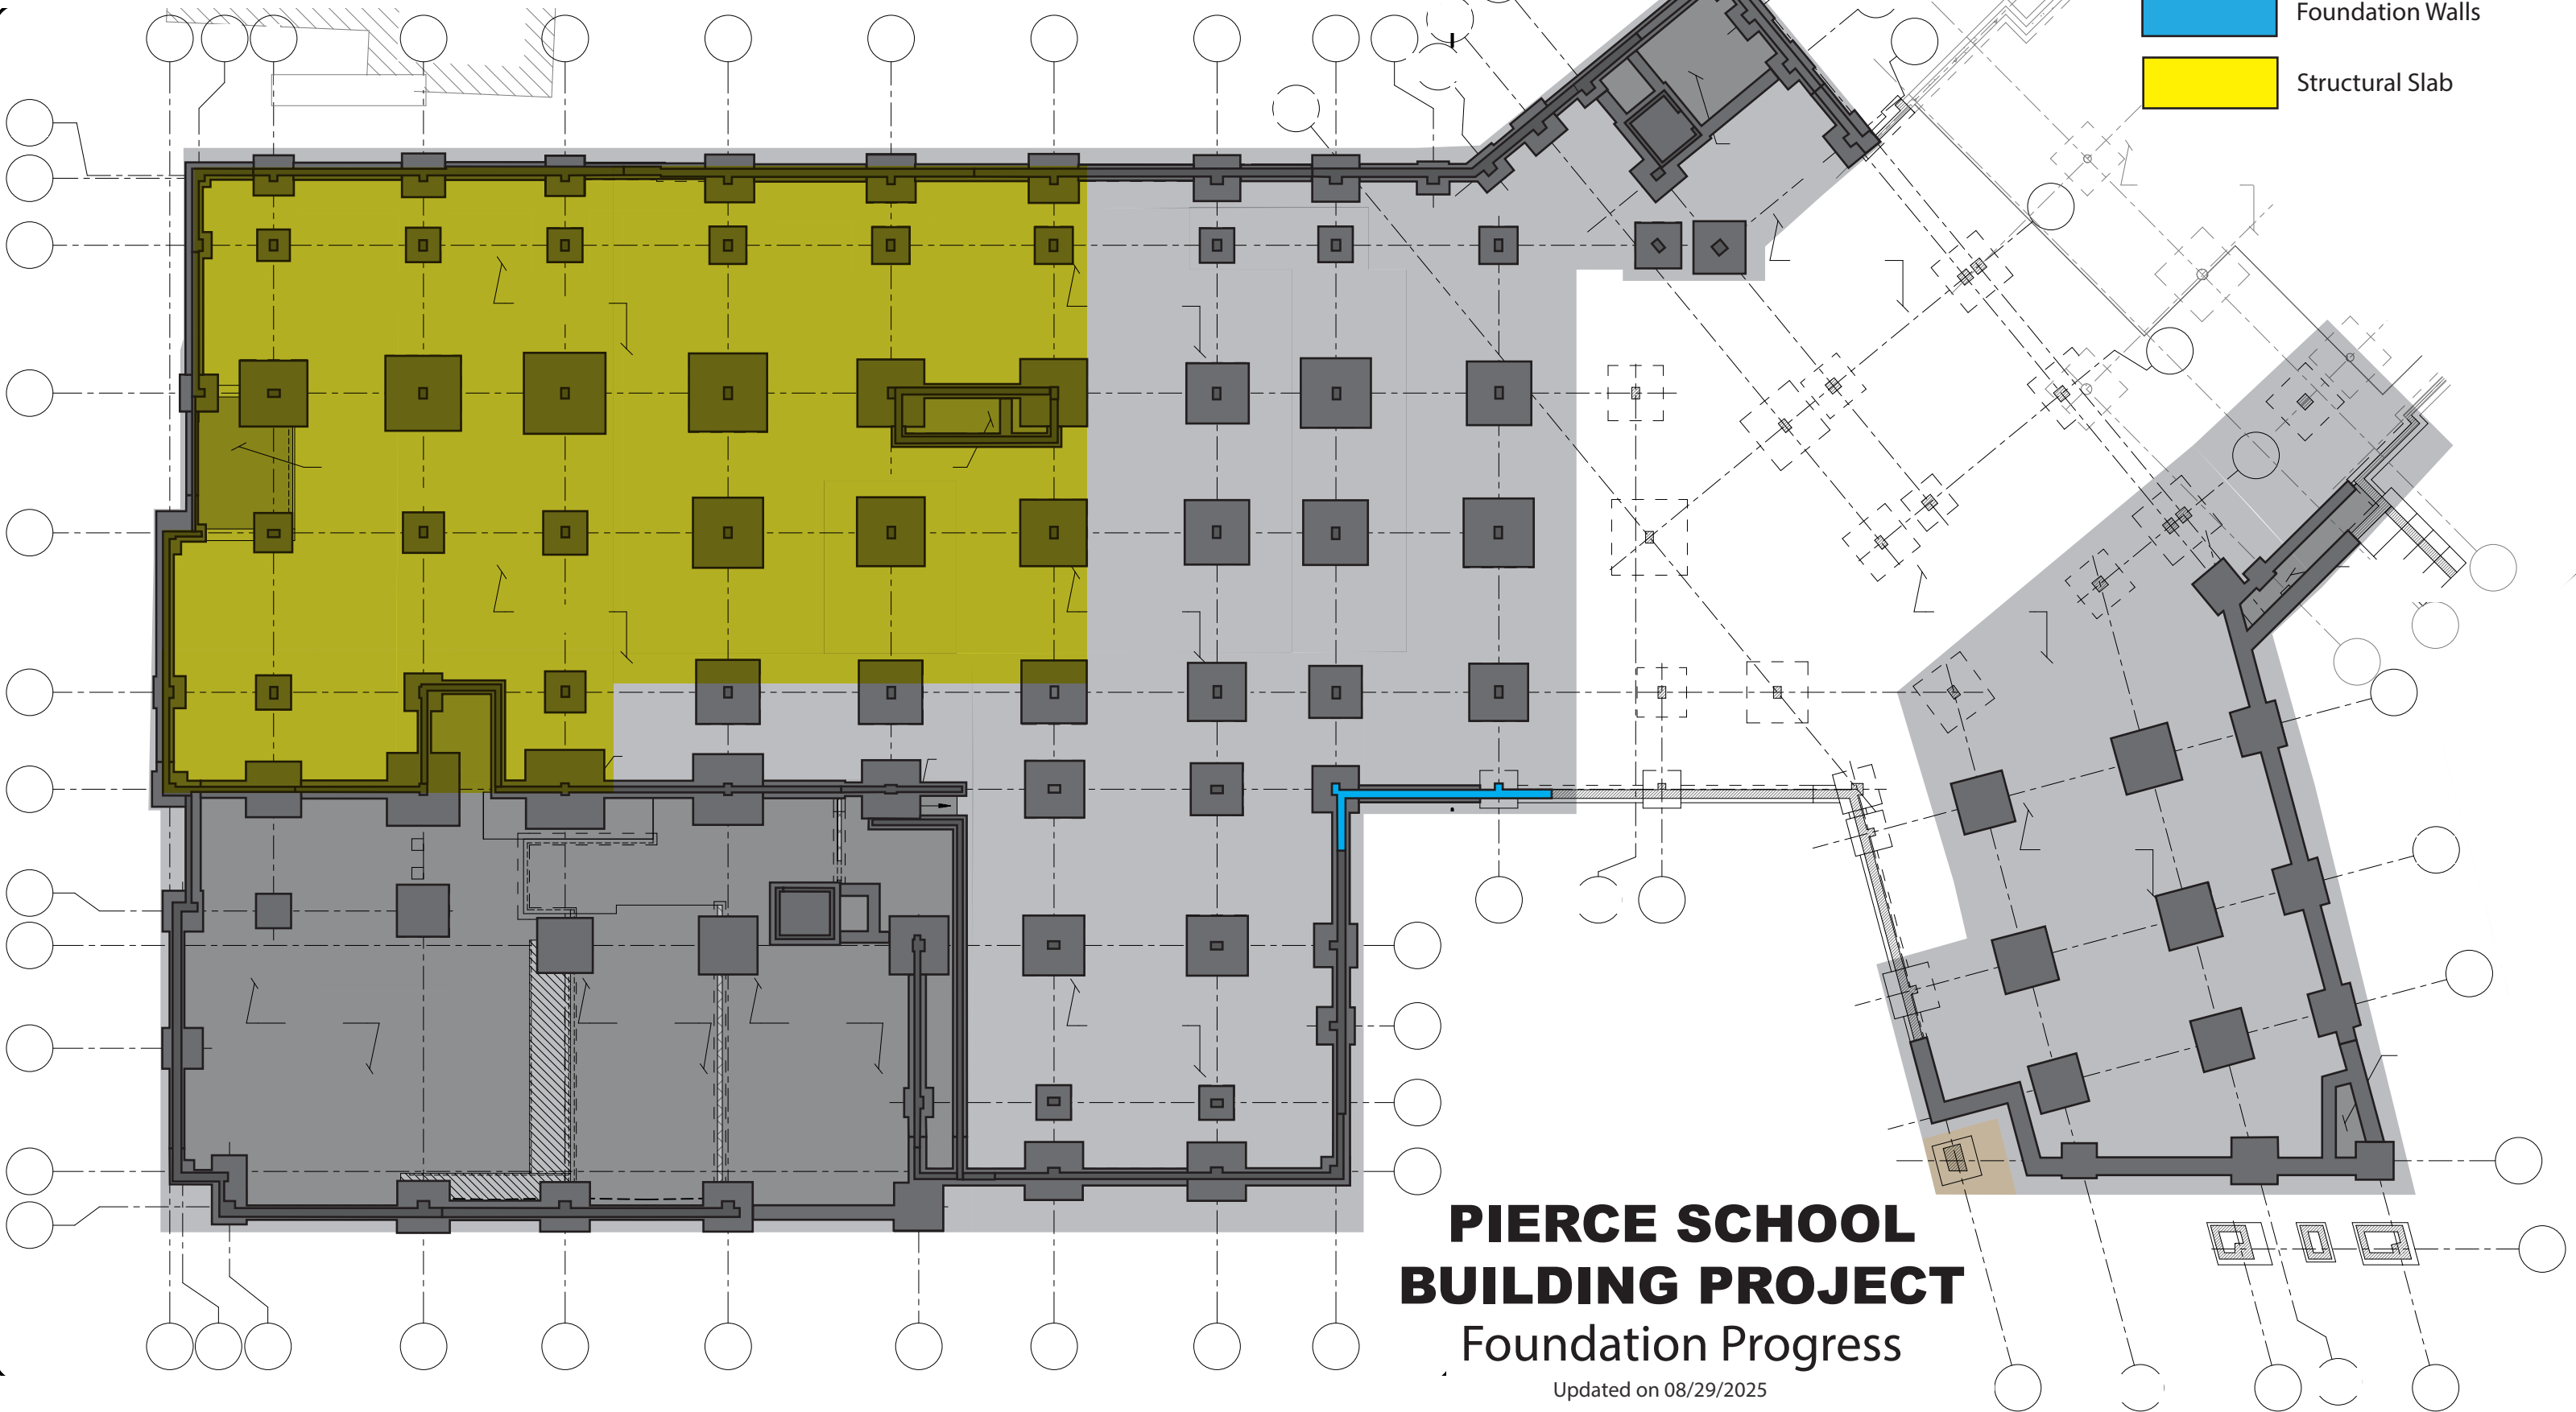 Foundation Walls
Structural Slab
PIERCE SCHOOL
BUILDING PROJECT
Foundation Progress
Updated on 08/29/2025